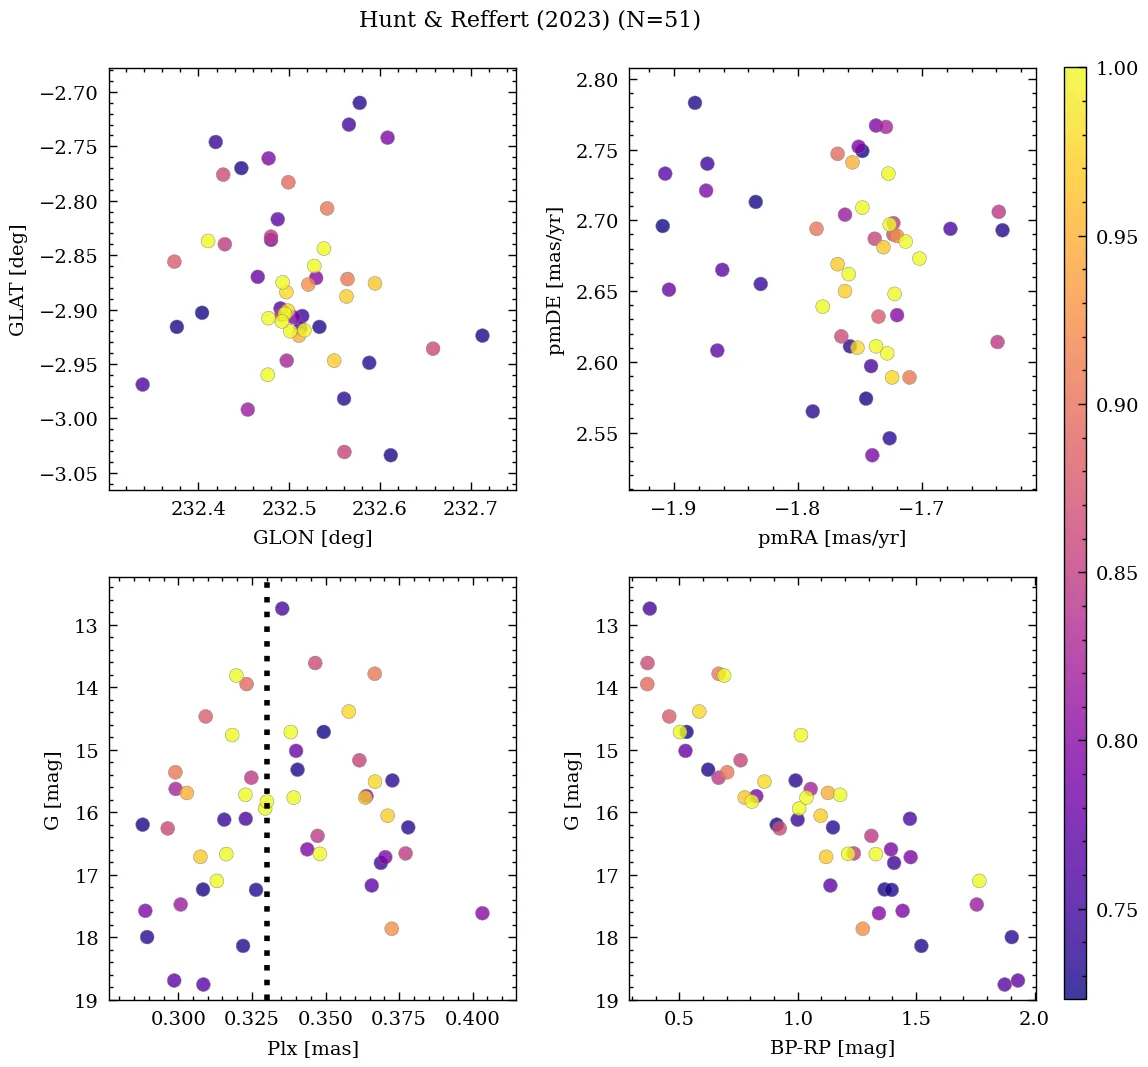 Hunt & Reffert (2023) (N=51)
−2.70
−2.75
−2.80
−2.85
−2.90
−2.95
−3.00
−3.05
GLAT [deg]
232.4 232.5 232.6 232.7
GLON [deg]
2.80
2.75
2.70
2.65
2.60
2.55
pmDE [mas/yr]
−1.9 −1.8 −1.7
pmRA [mas/yr]
13
14
15
16
17
18
19
G [mag]
0.300 0.325 0.350 0.375 0.400
Plx [mas]
13
14
15
16
17
18
19
G [mag]
0.5 1.0 1.5 2.0
BP-RP [mag]
1.00
0.95
0.90
0.85
0.80
0.75